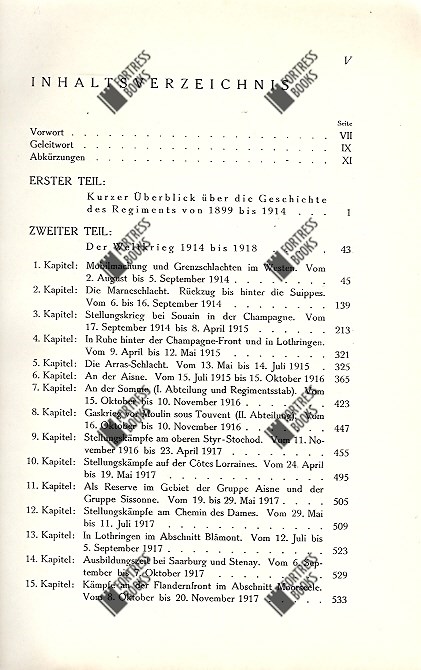 V
INHALTSVERZEICHNIS
Seite
Vorwort . . . . . . . . . . . . . . . . . . VII
Geleitwort . . . . . . . . . . . . . . . . . IX
Abkürzungen . . . . . . . . . . . . . . . . XI
ERSTER TEIL:
Kurzer Überblick über die Geschichte
des Regiments von 1899 bis 1914 . . . I
ZWEITER TEIL:
Der Weltkrieg 1914 bis 1918 . . . 43
1. Kapitel: Mobilmachung und Grenzschlachten im Westen. Vom
2. August bis 5. September 1914 . . . . . . . 45
2. Kapitel: Die Marneschlacht. Rückzug bis hinter die Suippes.
Vom 6. bis 16. September 1914 . . . . . . . 139
3. Kapitel: Stellungskrieg bei Souain in der Champagne. Vom
17. September 1914 bis 8. April 1915 . . . . . 213
4. Kapitel: In Ruhe hinter der Champagne-Front und in Lothringen.
Vom 9. April bis 12. Mai 1915 . . . . . . . 321
5. Kapitel: Die Arras-Schlacht. Vom 13. Mai bis 14. Juli 1915 . . 325
6. Kapitel: An der Aisne. Vom 15. Juli 1915 bis 15. Oktober 1916 365
7. Kapitel: An der Somme (I. Abteilung und Regimentsstab). Vom
15. Oktober bis 10. November 1916 . . . . . 423
8. Kapitel: Gaskrieg vor Moulin sous Touvent (II. Abteilung). Vom
16. Oktober bis 10. November 1916 . . . . . 447
9. Kapitel: Stellungskämpfe am oberen Styr-Stochod. Vom 11. No-
vember 1916 bis 23. April 1917 . . . . . . . 455
10. Kapitel: Stellungskämpfe auf der Côtes Lorraines. Vom 24. April
bis 19. Mai 1917 . . . . . . . . . . . . 495
11. Kapitel: Als Reserve im Gebiet der Gruppe Aisne und der
Gruppe Sissonne. Vom 19. bis 29. Mai 1917 . . . . 505
12. Kapitel: Stellungskämpfe am Chemin des Dames. Vom 29. Mai
bis 11. Juli 1917 . . . . . . . . . . . . 509
13. Kapitel: In Lothringen im Abschnitt Blâmont. Vom 12. Juli bis
5. September 1917 . . . . . . . . . . . . 523
14. Kapitel: Ausbildungszeit bei Saarburg und Stenay. Vom 6. Sep-
tember bis 7. Oktober 1917 . . . . . . . . 529
15. Kapitel: Kämpfe an der Flandernfront im Abschnitt Moorseele.
Vom 8. Oktober bis 20. November 1917 . . . . . 533
FORTRESS
BOOKS
FORTRESS
BOOKS
FORTRESS
BOOKS
FORTRESS
BOOKS
FORTRESS
BOOKS
FORTRESS
BOOKS
FORTRESS
BOOKS
FORTRESS
BOOKS